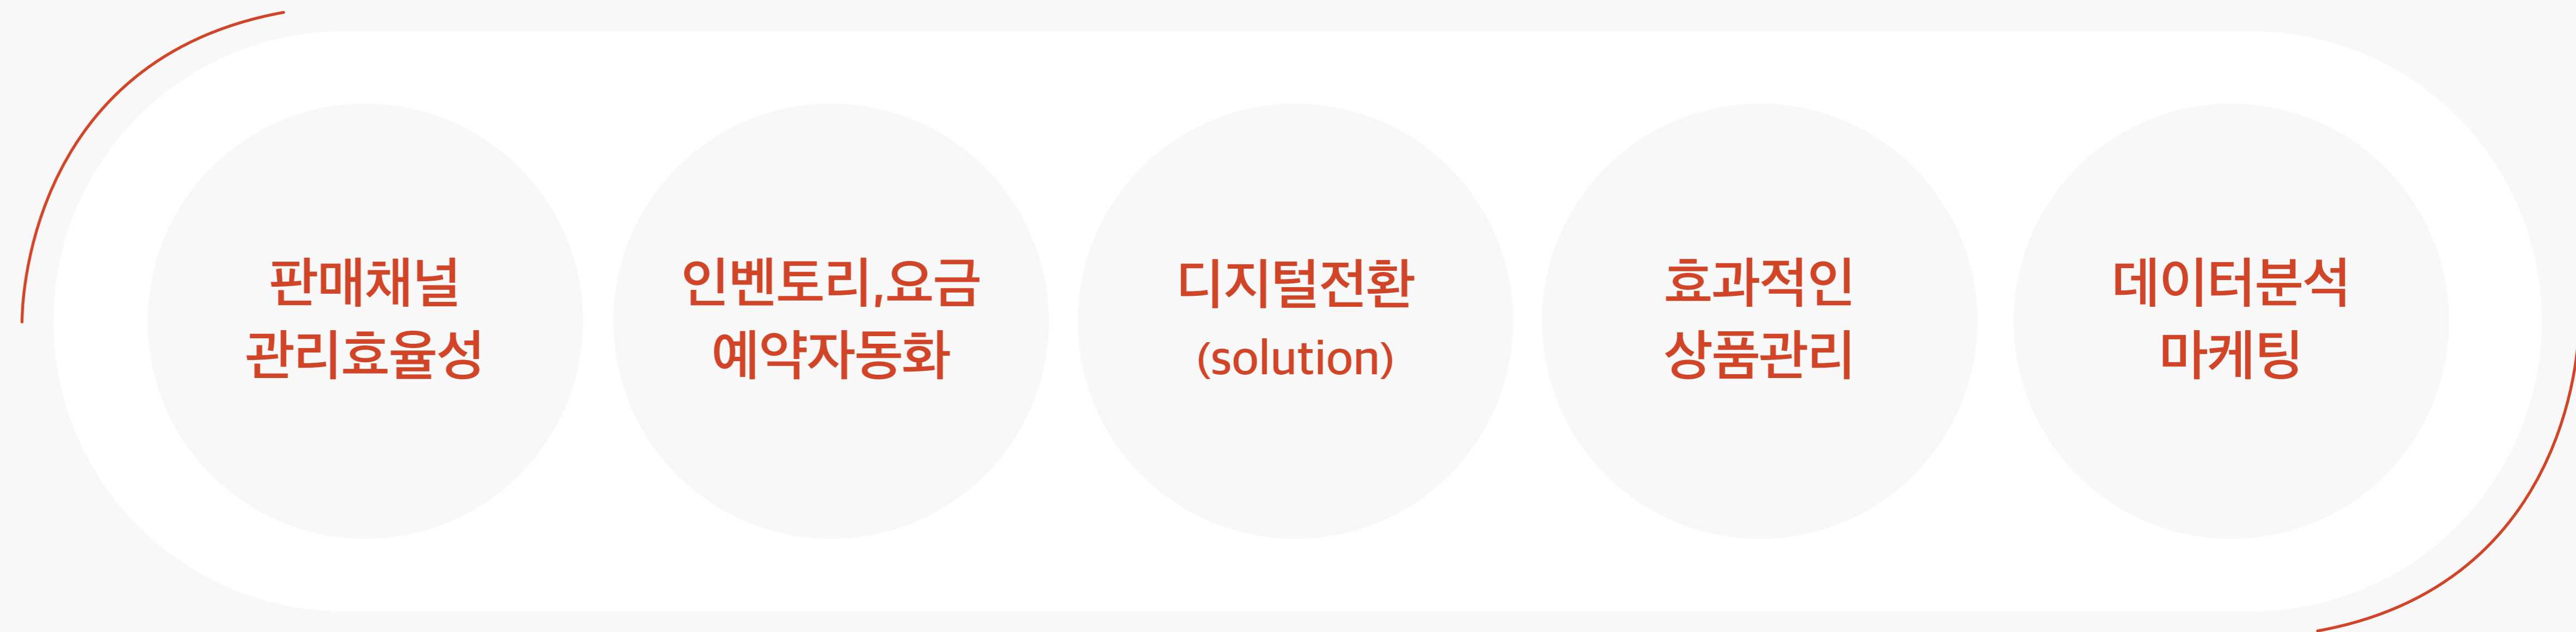 판매채널
관리효율성
인벤토리,요금
예약자동화
디지털전환
(solution)
효과적인
상품관리
데이터분석
마케팅